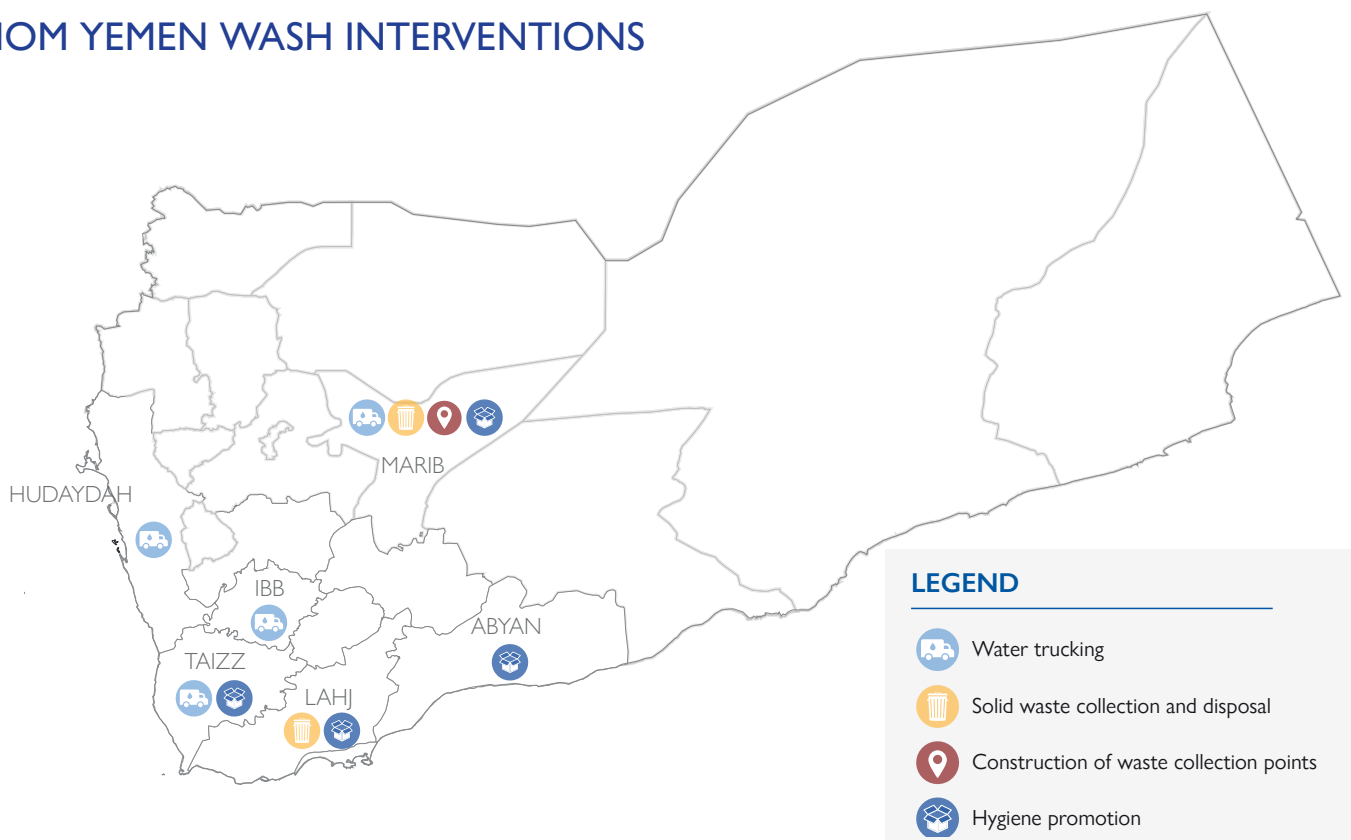 IOM YEMEN WASH INTERVENTIONS
MARIB
HUDAYDAH
IBB
ABYAN
TAIZZ
LAHJ
LEGEND
Water trucking
Solid waste collection and disposal
Construction of waste collection points
Hygiene promotion